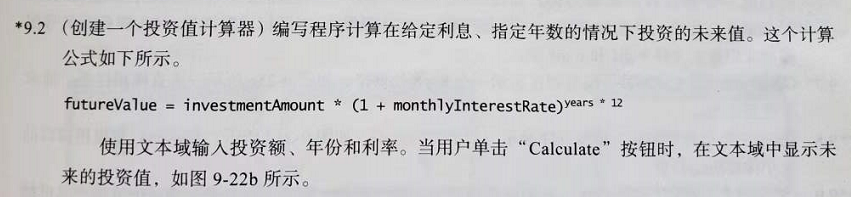 *9.2 （创建一个投资值计算器）编写程序计算在给定利息、指定年数的情况下投资的未来值。这个计算
公式如下所示。
futureValue = investmentAmount * (1 + monthlyInterestRate)years * 12
使用文本域输入投资额、年份和利率。当用户单击“Calculate”按钮时，在文本域中显示未
来的投资值，如图 9-22b 所示。